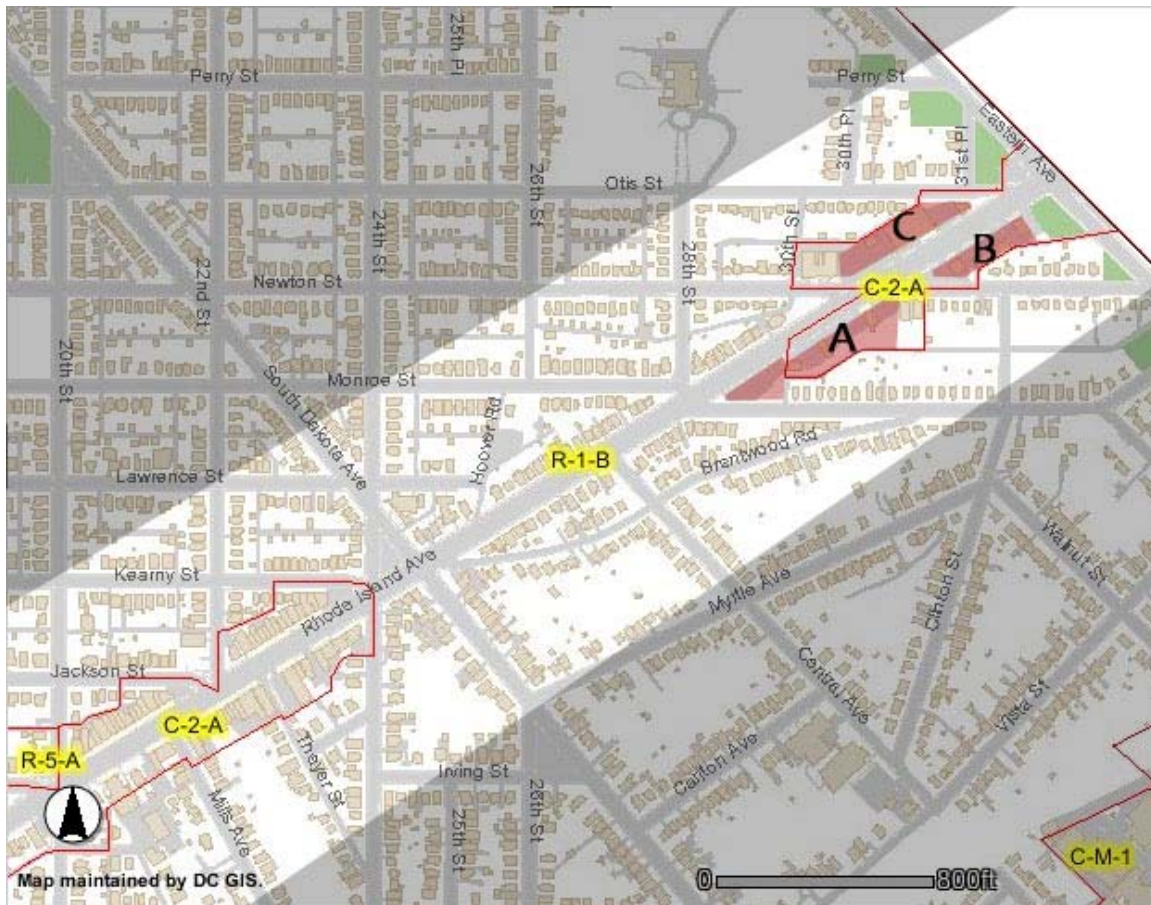 25th Pl
Perry St
Perry St
30th Pl
Eastern Ave
31st Pl
Otis St
26th St
24th St
22nd St
28th St
30th St
C
B
C-2-A
A
Newton St
20th St
South Dakota Ave
Monroe St
Hoover Rd
R-1-B
Brentwood Rd
Lawrence St
Walnut St
Kearny St
Rhode Island Ave
Myrtle Ave
Clinton St
Jackson St
Central Ave
Vista St
C-2-A
R-5-A
Thayer St
Irving St
Carlton Ave
Mills Ave
25th St
26th St
C-M-1
Map maintained by DC GIS.
0 800ft